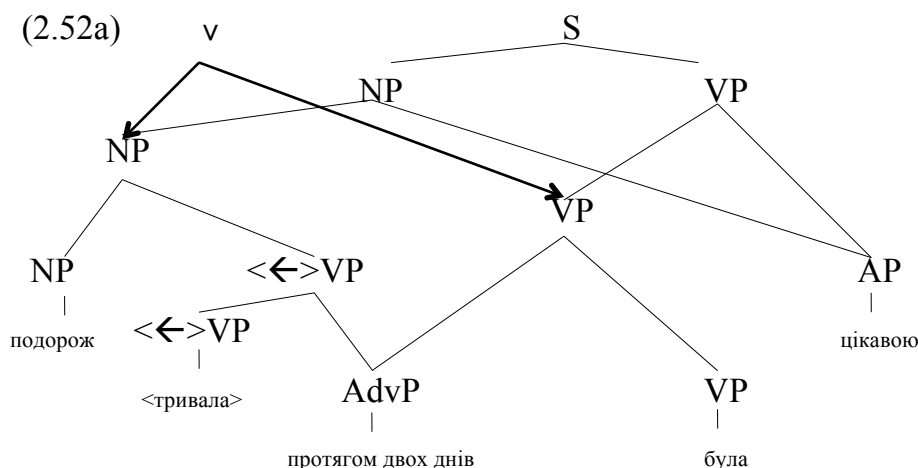 (2.52a) v S
NP VP
NP
VP
NP <←>VP AP
подорож <←>VP цікавою
<тривала> AdvP VP
протягом двох днів була